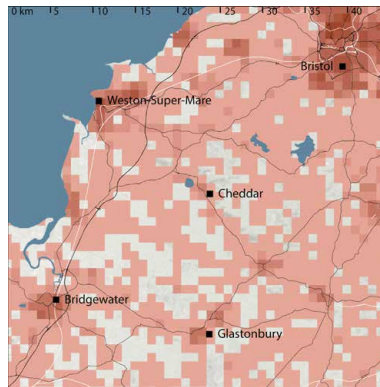 0 km 5 10 15 20 25 30 35 40
Bristol
Weston-Super-Mare
Cheddar
Bridgewater
Glastonbury